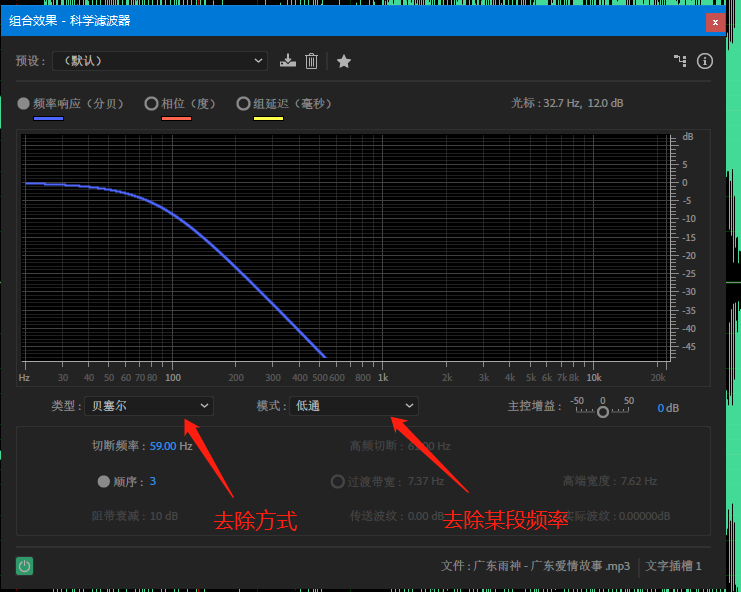 组合效果 - 科学滤波器
x
预设： （默认）
频率响应（分贝） 相位（度） 组延迟（毫秒） 光标：32.7 Hz, 12.0 dB
dB
5
0
-5
-10
-15
-20
-25
-30
-35
-40
-45
Hz 30 40 50 60 70 80 100 200 300 400 500 600 800 1k 2k 3k 4k 5k 6k 7k 8k 10k 20k
类型：贝塞尔 模式：低通 主控增益： -50 0 50 0 dB
切断频率：59.00 Hz 高频切断：61.00 Hz
顺序：3 过渡带宽：7.37 Hz 高端宽度：7.62 Hz
阻带衰减：10 dB 传送波纹：0.00 dB 实际波纹：0.00000dB
去除方式 去除某段频率
文件：广东雨神 - 广东爱情故事 .mp3 文字插槽 1